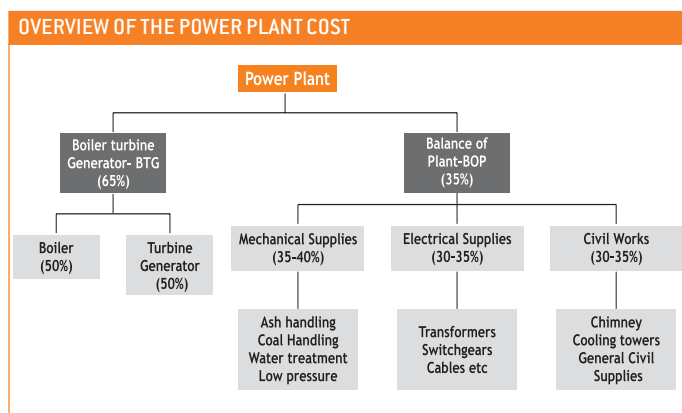 OVERVIEW OF THE POWER PLANT COST
Power Plant
Boiler turbine
Generator- BTG
(65%)
Balance of
Plant-BOP
(35%)
Boiler
(50%)
Turbine
Generator
(50%)
Mechanical Supplies
(35-40%)
Electrical Supplies
(30-35%)
Civil Works
(30-35%)
Ash handling
Coal Handling
Water treatment
Low pressure
Transformers
Switchgears
Cables etc
Chimney
Cooling towers
General Civil
Supplies